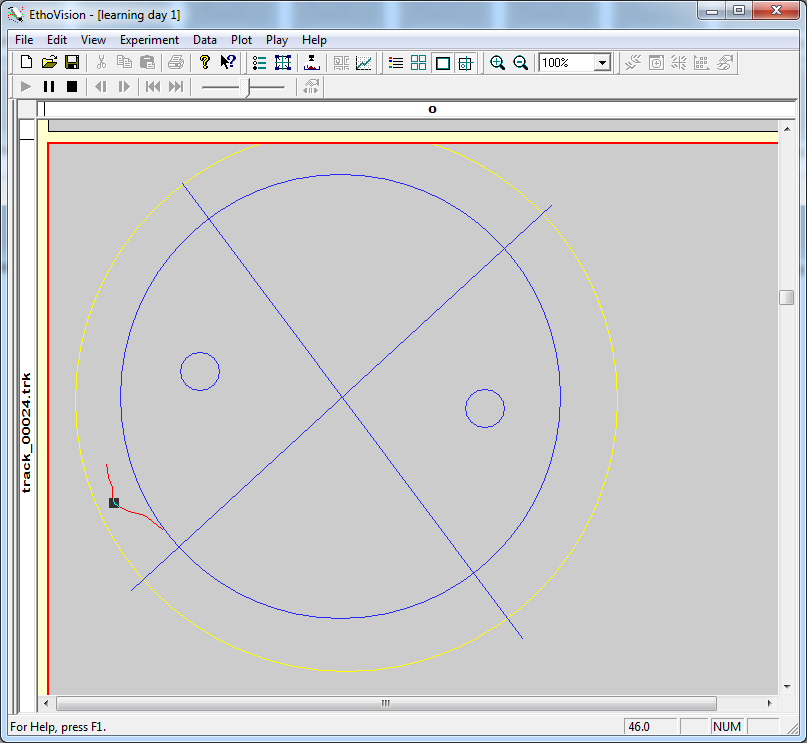 EthoVision - [learning day 1]
File Edit View Experiment Data Plot Play Help
100%
o
track_00024.trk
For Help, press F1.
46.0
NUM